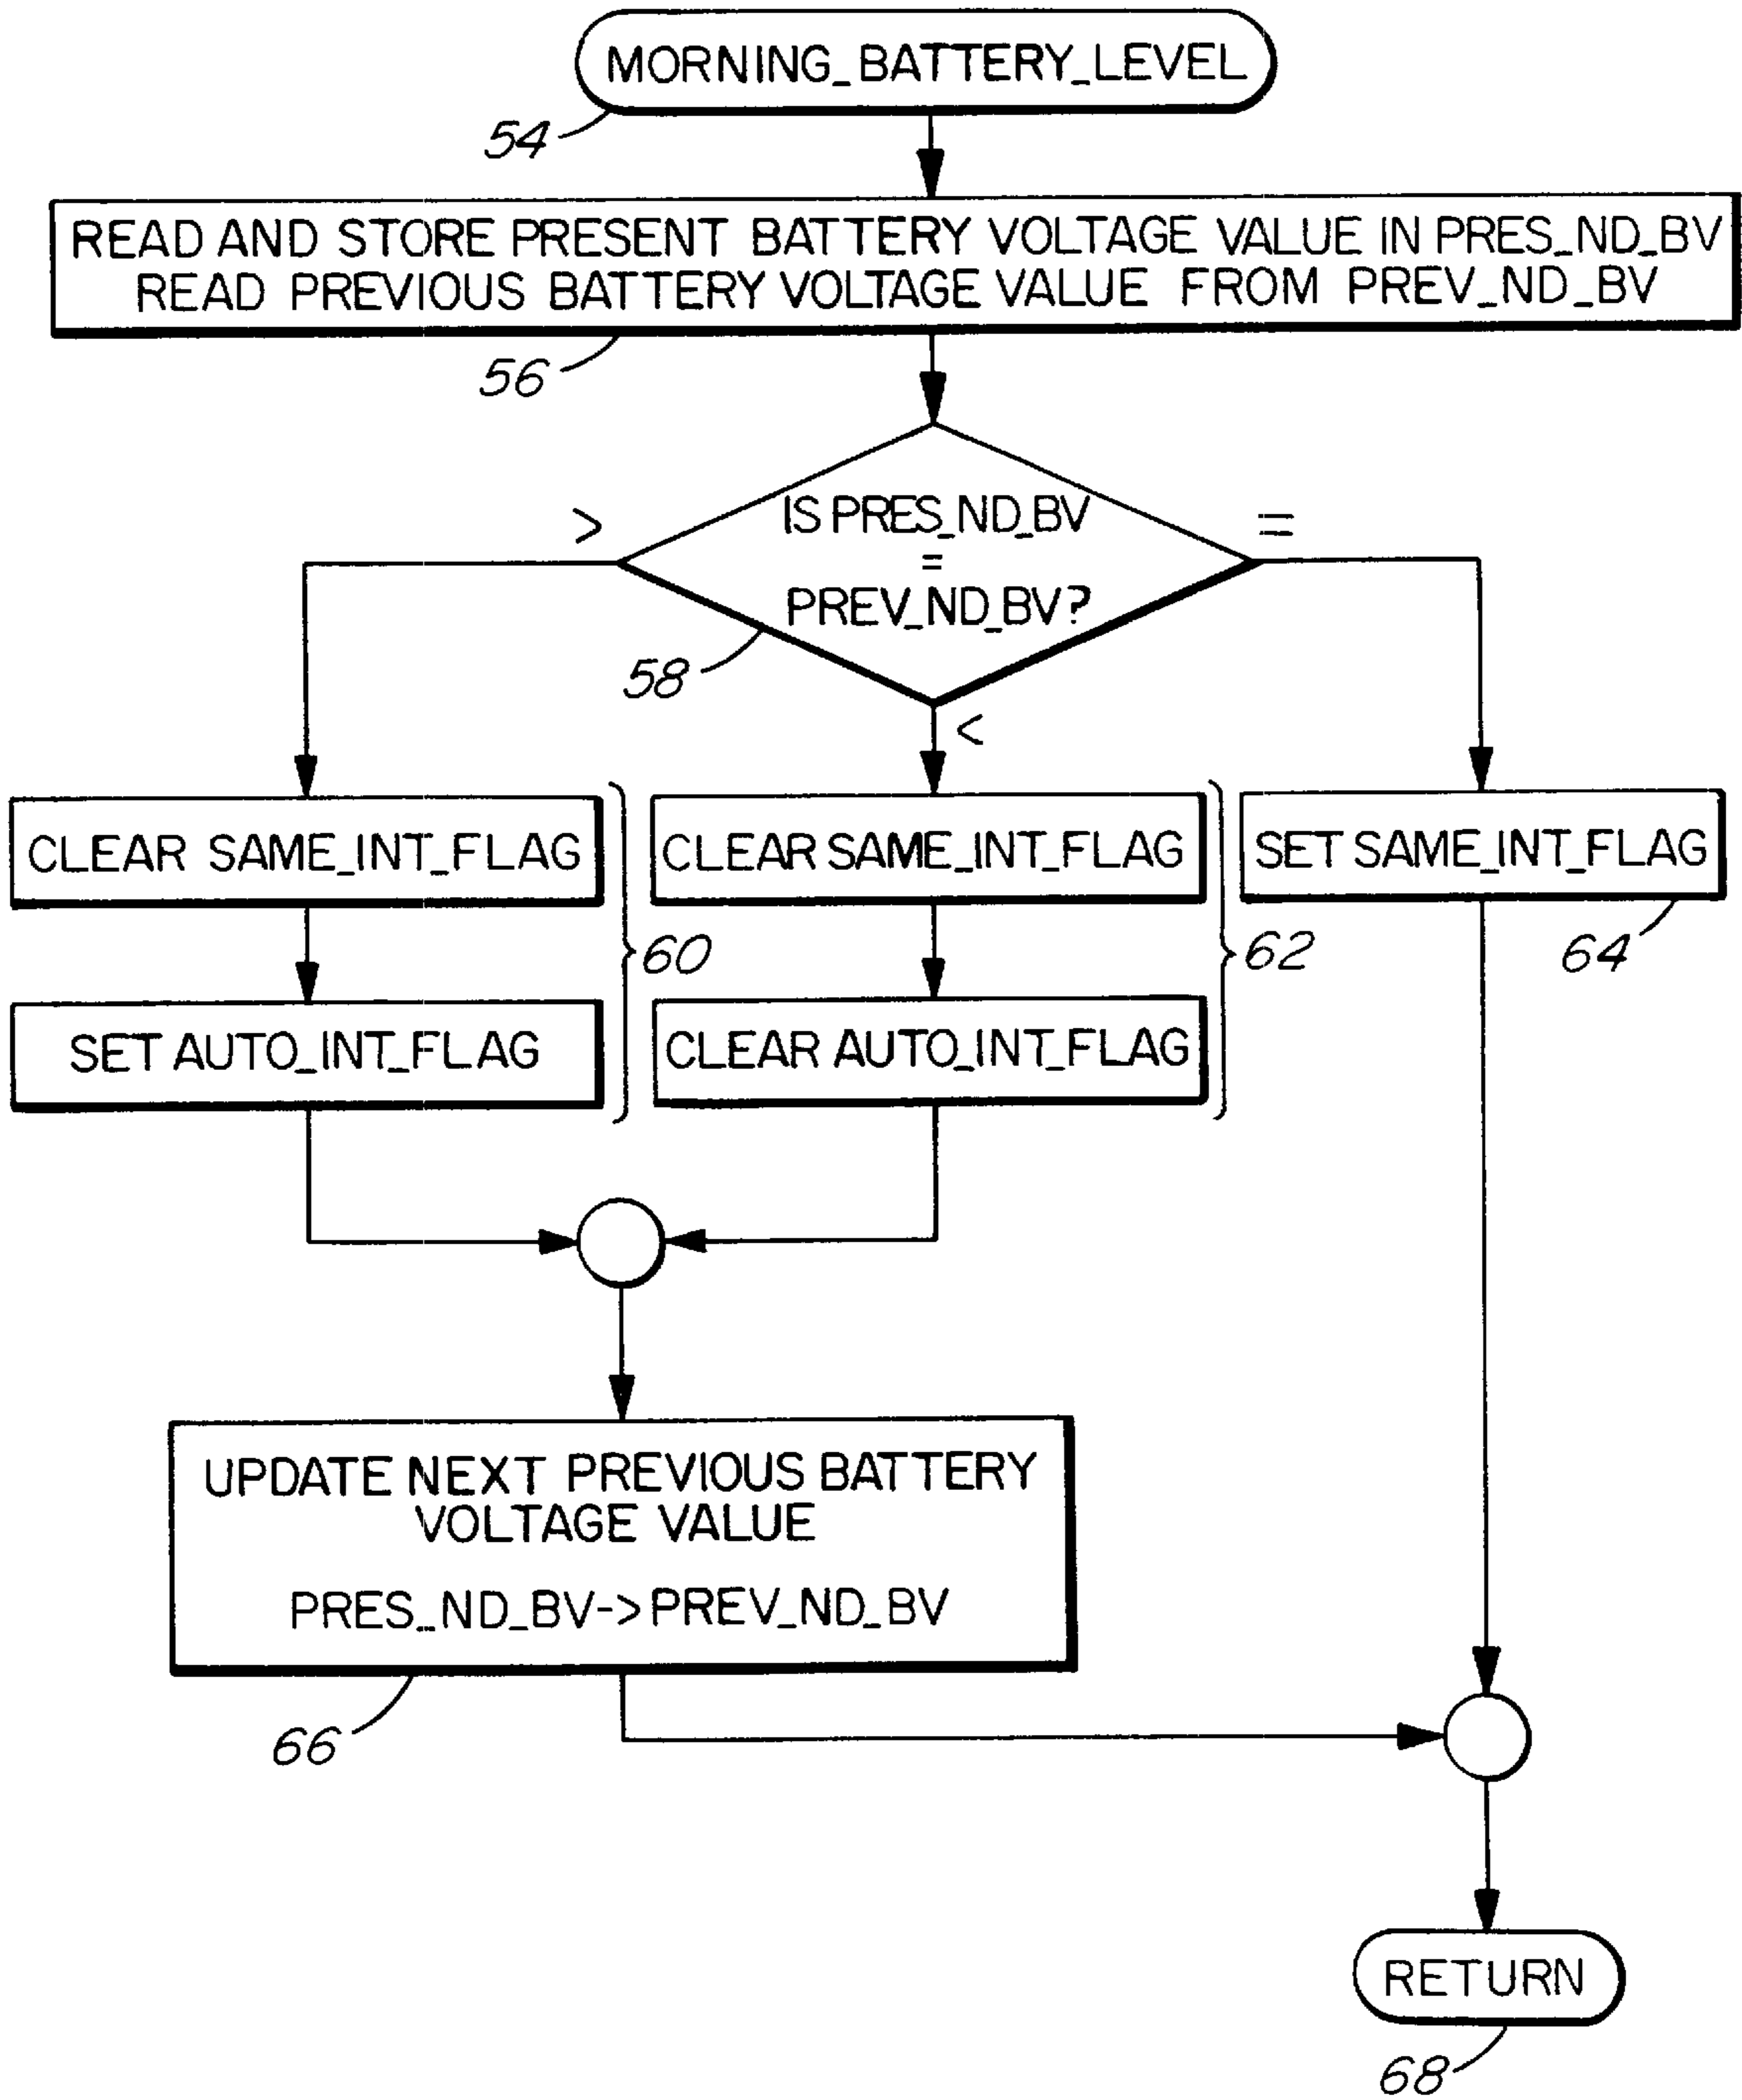 MORNING_BATTERY_LEVEL
54
READ AND STORE PRESENT BATTERY VOLTAGE VALUE IN PRES_ND_BV
READ PREVIOUS BATTERY VOLTAGE VALUE FROM PREV_ND_BV
56
IS PRES_ND_BV
=
PREV_ND_BV?
>
=
58
<
CLEAR SAME_INT_FLAG
CLEAR SAME_INT_FLAG
SET SAME_INT_FLAG
60
62
64
SET AUTO_INT_FLAG
CLEAR AUTO_INT_FLAG
UPDATE NEXT PREVIOUS BATTERY
VOLTAGE VALUE
PRES_ND_BV->PREV_ND_BV
66
RETURN
68